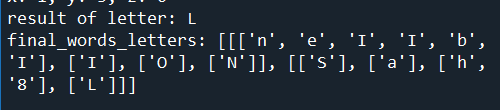 result of letter: L
final_words_letters: [[['n', 'e', 'I', 'I', 'b',
'I'], ['I'], ['O'], ['N']], [['S'], ['a'], ['h',
'8'], ['L']]]